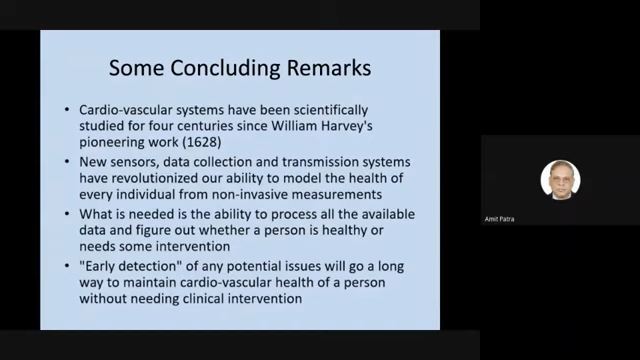 Some Concluding Remarks
• Cardio-vascular systems have been scientifically
studied for four centuries since William Harvey's
pioneering work (1628)
• New sensors, data collection and transmission systems
have revolutionized our ability to model the health of
every individual from non-invasive measurements
• What is needed is the ability to process all the available
data and figure out whether a person is healthy or
needs some intervention
• "Early detection" of any potential issues will go a long
way to maintain cardio-vascular health of a person
without needing clinical intervention
Amit Patra